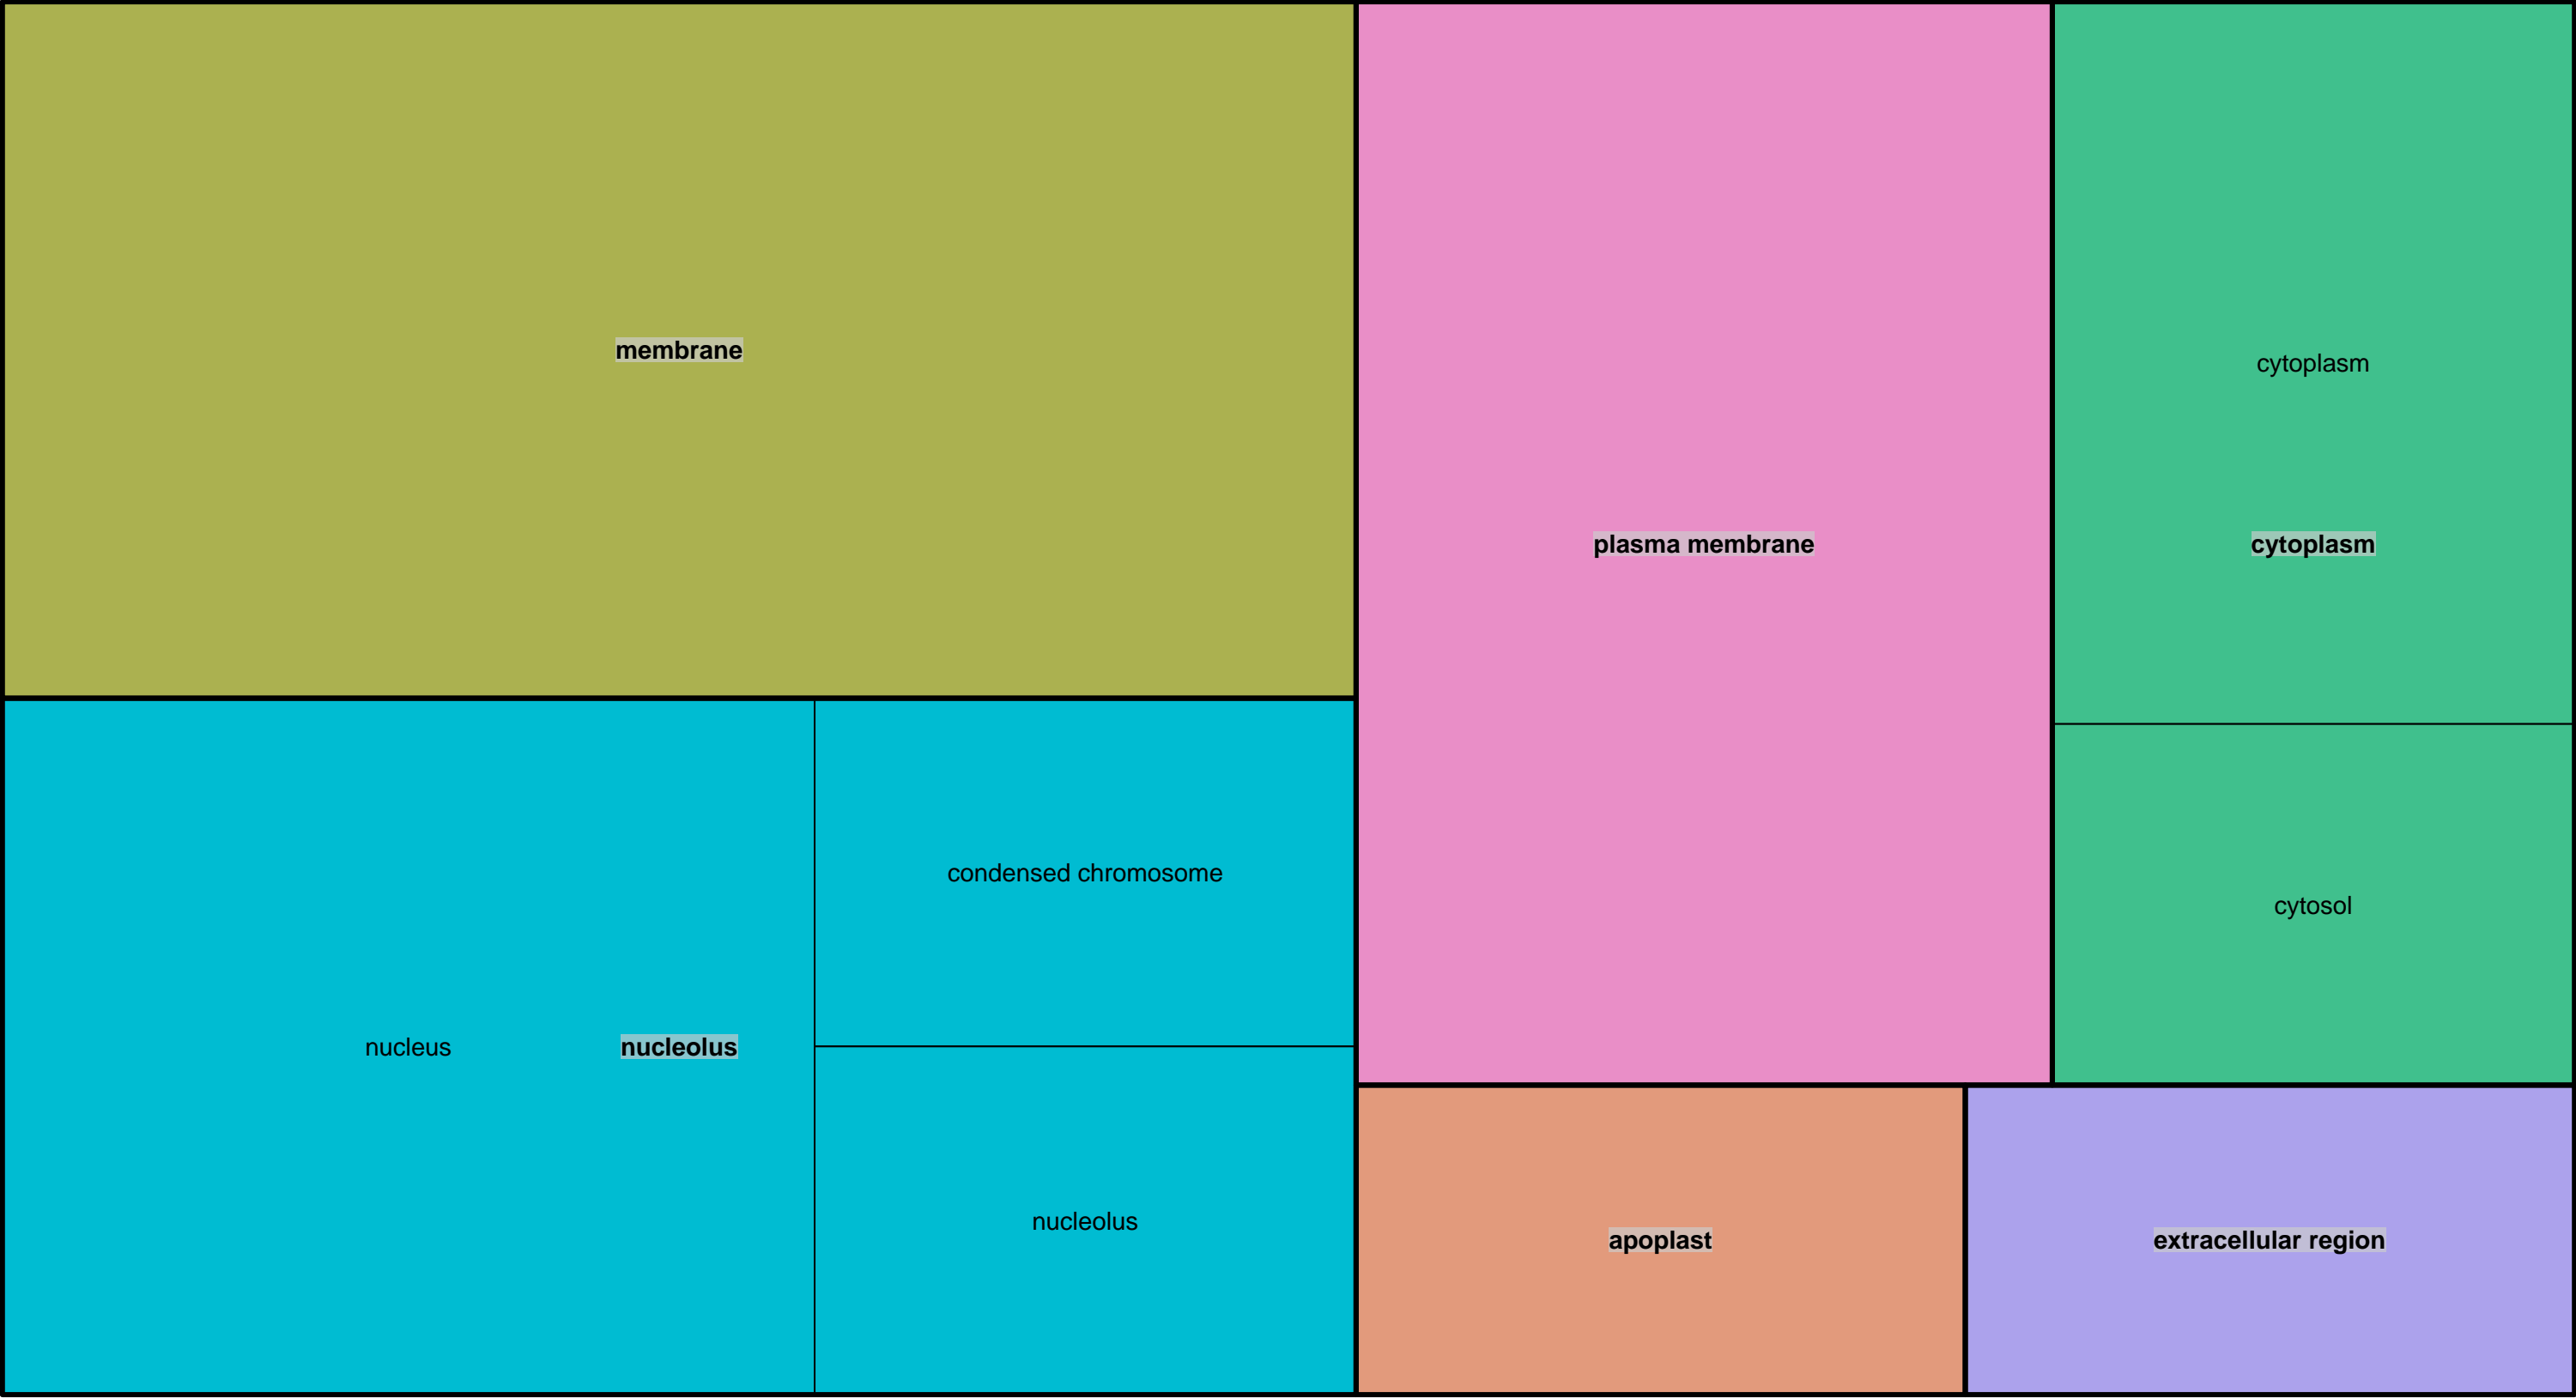 membrane
nucleus
nucleolus
condensed chromosome
nucleolus
plasma membrane
cytoplasm
cytoplasm
cytosol
apoplast
extracellular region